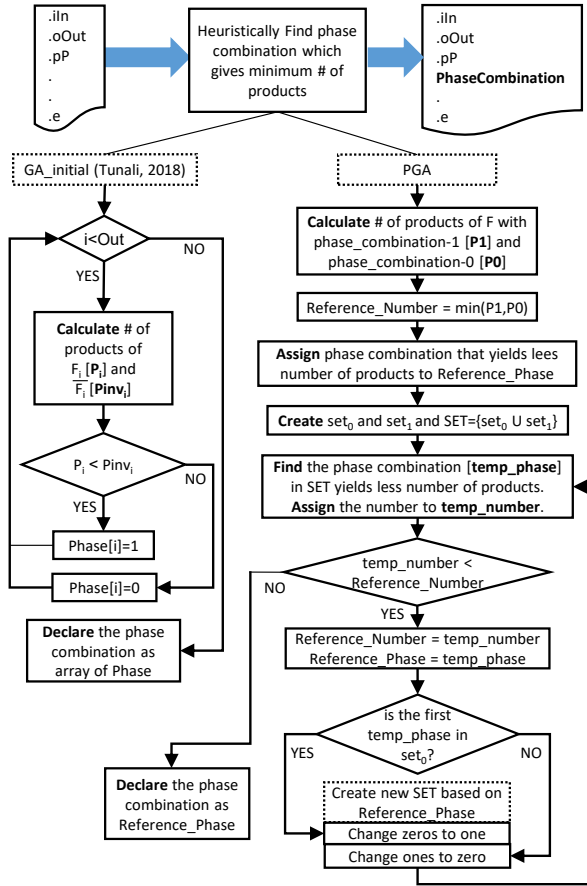 .iIn
.oOut
.pP
.
.
.e
Heuristically Find phase
combination which
gives minimum # of
products
.iIn
.oOut
.pP
PhaseCombination
.
.e
GA_initial (Tunali, 2018)
i<Out
NO
YES
Calculate # of
products of
Fᵢ [Pᵢ] and
F̅ᵢ [Pinvᵢ]
Pᵢ < Pinvᵢ
YES
NO
Phase[i]=1
Phase[i]=0
Declare the phase
combination as
array of Phase
PGA
Calculate # of products of F with
phase_combination-1 [P1] and
phase_combination-0 [P0]
Reference_Number = min(P1,P0)
Assign phase combination that yields lees
number of products to Reference_Phase
Create set₀ and set₁ and SET={set₀ U set₁}
Find the phase combination [temp_phase]
in SET yields less number of products.
Assign the number to temp_number.
temp_number <
Reference_Number
NO
YES
Reference_Number = temp_number
Reference_Phase = temp_phase
is the first
temp_phase in
set₀?
YES
NO
Create new SET based on
Reference_Phase
Change zeros to one
Change ones to zero
Declare the phase
combination as
Reference_Phase